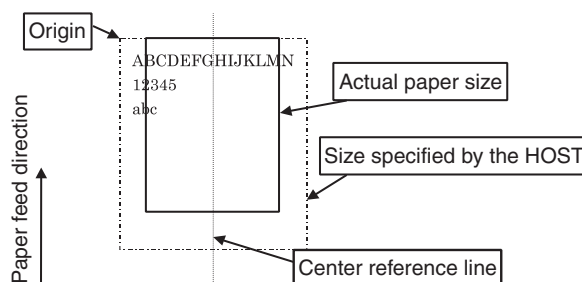 Origin
ABCDEFGHIJKLMN
12345
abc
Actual paper size
Size specified by the HOST
Paper feed direction
Center reference line